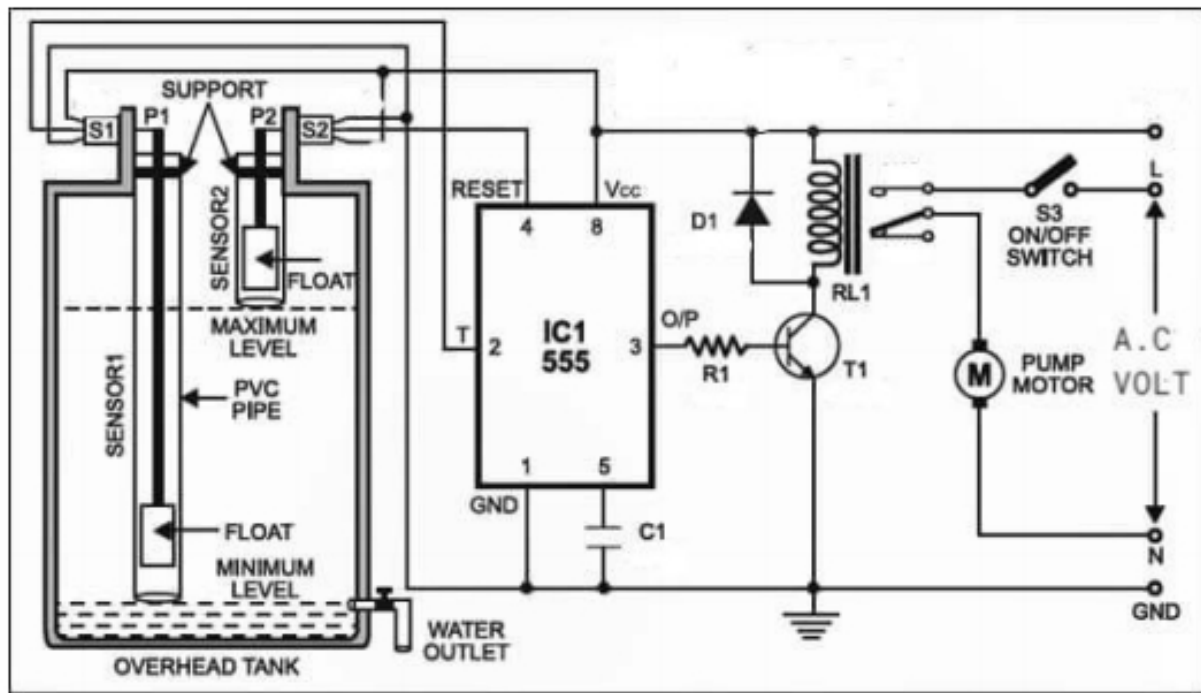 SUPPORT
S1
P1
P2
S2
SENSOR2
FLOAT
MAXIMUM
LEVEL
SENSOR1
PVC
PIPE
FLOAT
MINIMUM
LEVEL
WATER
OUTLET
OVERHEAD TANK
RESET
Vcc
4
8
T
2
IC1
555
3
O/P
1
5
GND
C1
R1
D1
T1
RL1
S3
ON/OFF
SWITCH
L
M
PUMP
MOTOR
A.C
VOLT
N
GND